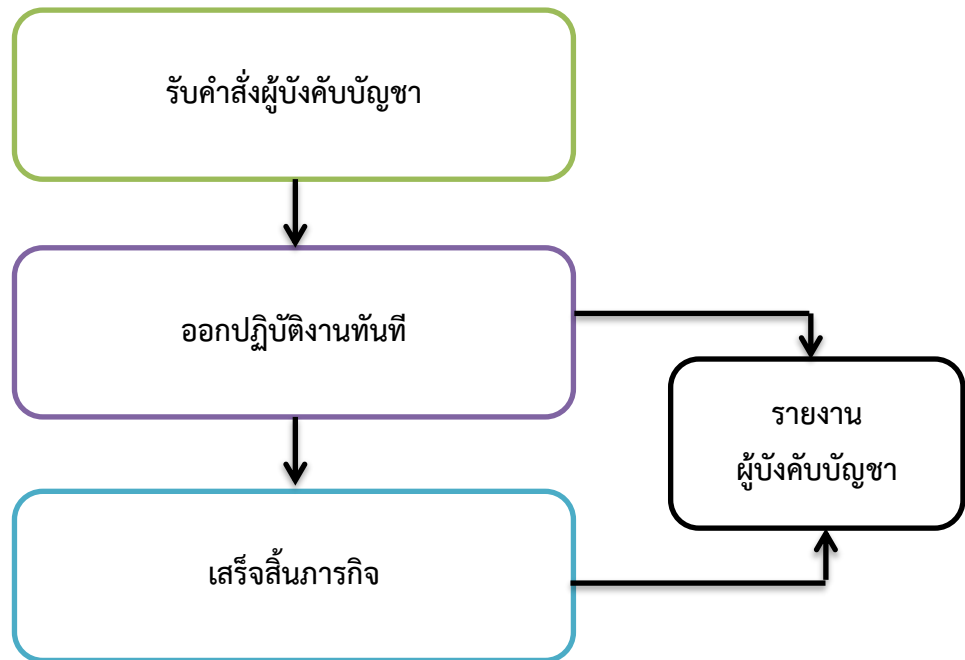 รับคำสั่งผู้บังคับบัญชา
ออกปฏิบัติงานทันที
รายงาน
ผู้บังคับบัญชา
เสร็จสิ้นภารกิจ